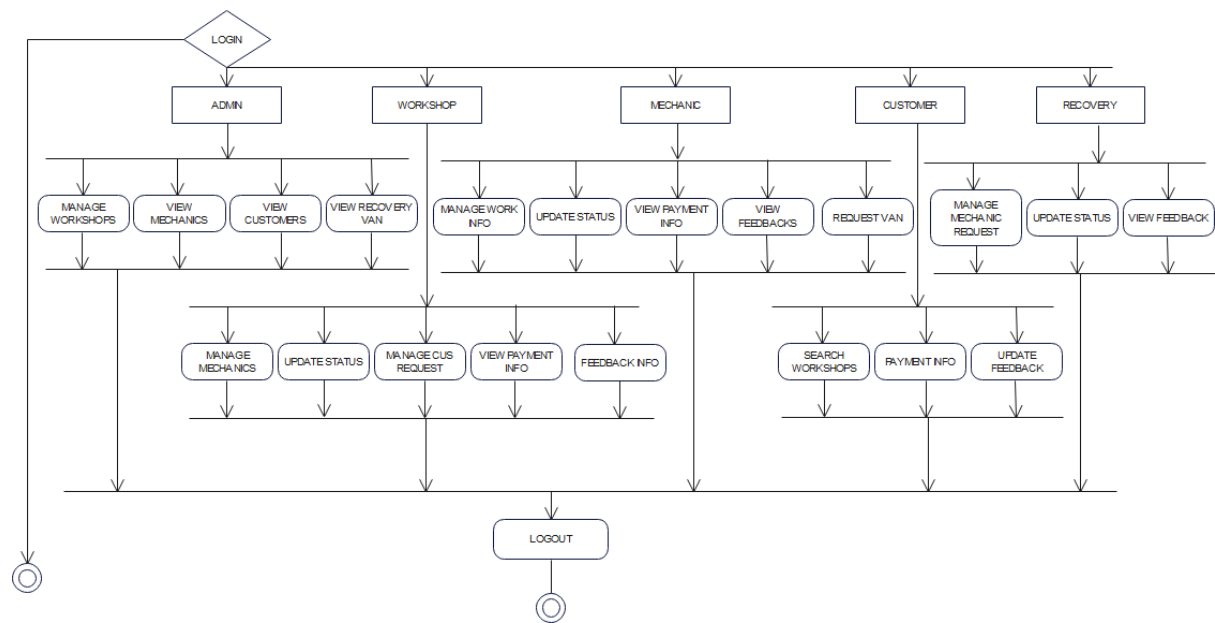 LOGIN
ADMIN
WORKSHOP
MECHANIC
CUSTOMER
RECOVERY
MANAGE
WORKSHOPS
VIEW
MECHANICS
VIEW
CUSTOMERS
VIEW RECOVERY
VAN
MANAGE WORK
INFO
UPDATE STATUS
VIEW PAYMENT
INFO
VIEW
FEEDBACKS
REQUEST VAN
MANAGE
MECHANIC
REQUEST
UPDATE STATUS
VIEW FEEDBACK
MANAGE
MECHANICS
UPDATE STATUS
MANAGE CUS
REQUEST
VIEW PAYMENT
INFO
FEEDBACK INFO
SEARCH
WORKSHOPS
PAYMENT INFO
UPDATE
FEEDBACK
LOGOUT